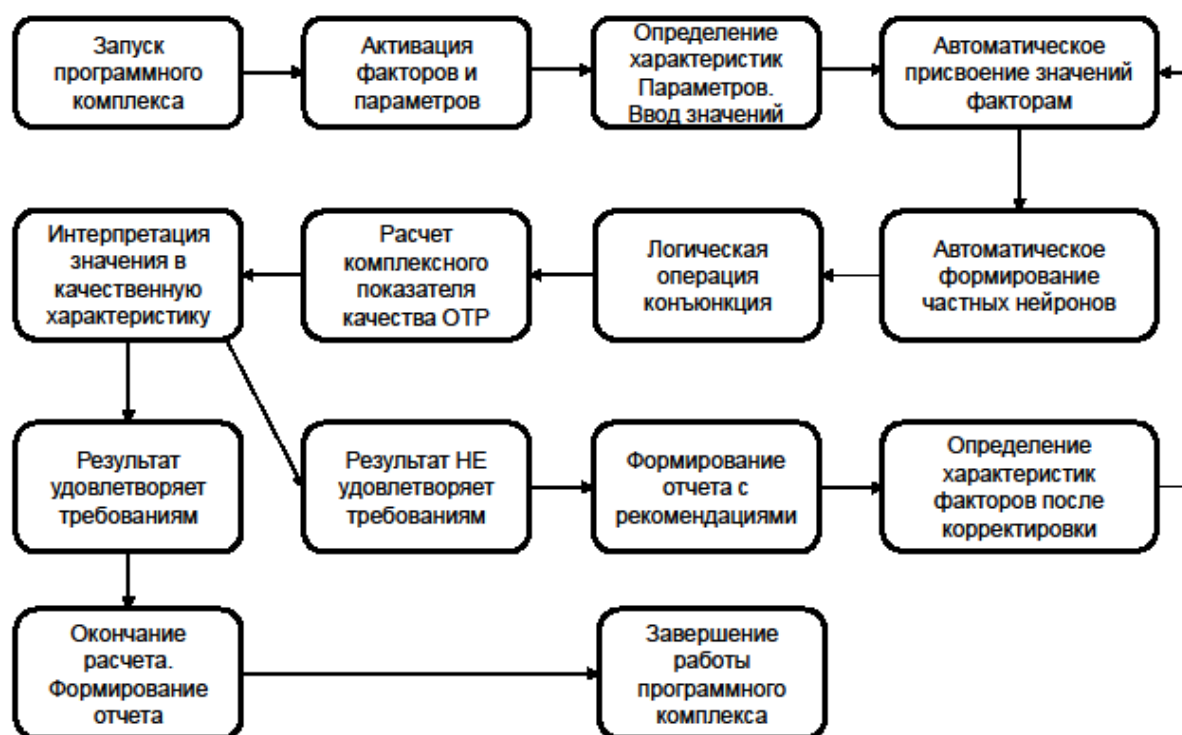 Запуск
программного
комплекса
Активация
факторов и
параметров
Определение
характеристик
Параметров.
Ввод значений
Автоматическое
присвоение значений
факторам
Интерпретация
значения в
качественную
характеристику
Расчет
комплексного
показателя
качества ОТР
Логическая
операция
конъюнкция
Автоматическое
формирование
частных нейронов
Результат
удовлетворяет
требованиям
Результат НЕ
удовлетворяет
требованиям
Формирование
отчета с
рекомендациями
Определение
характеристик
факторов после
корректировки
Окончание
расчета.
Формирование
отчета
Завершение
работы
программного
комплекса